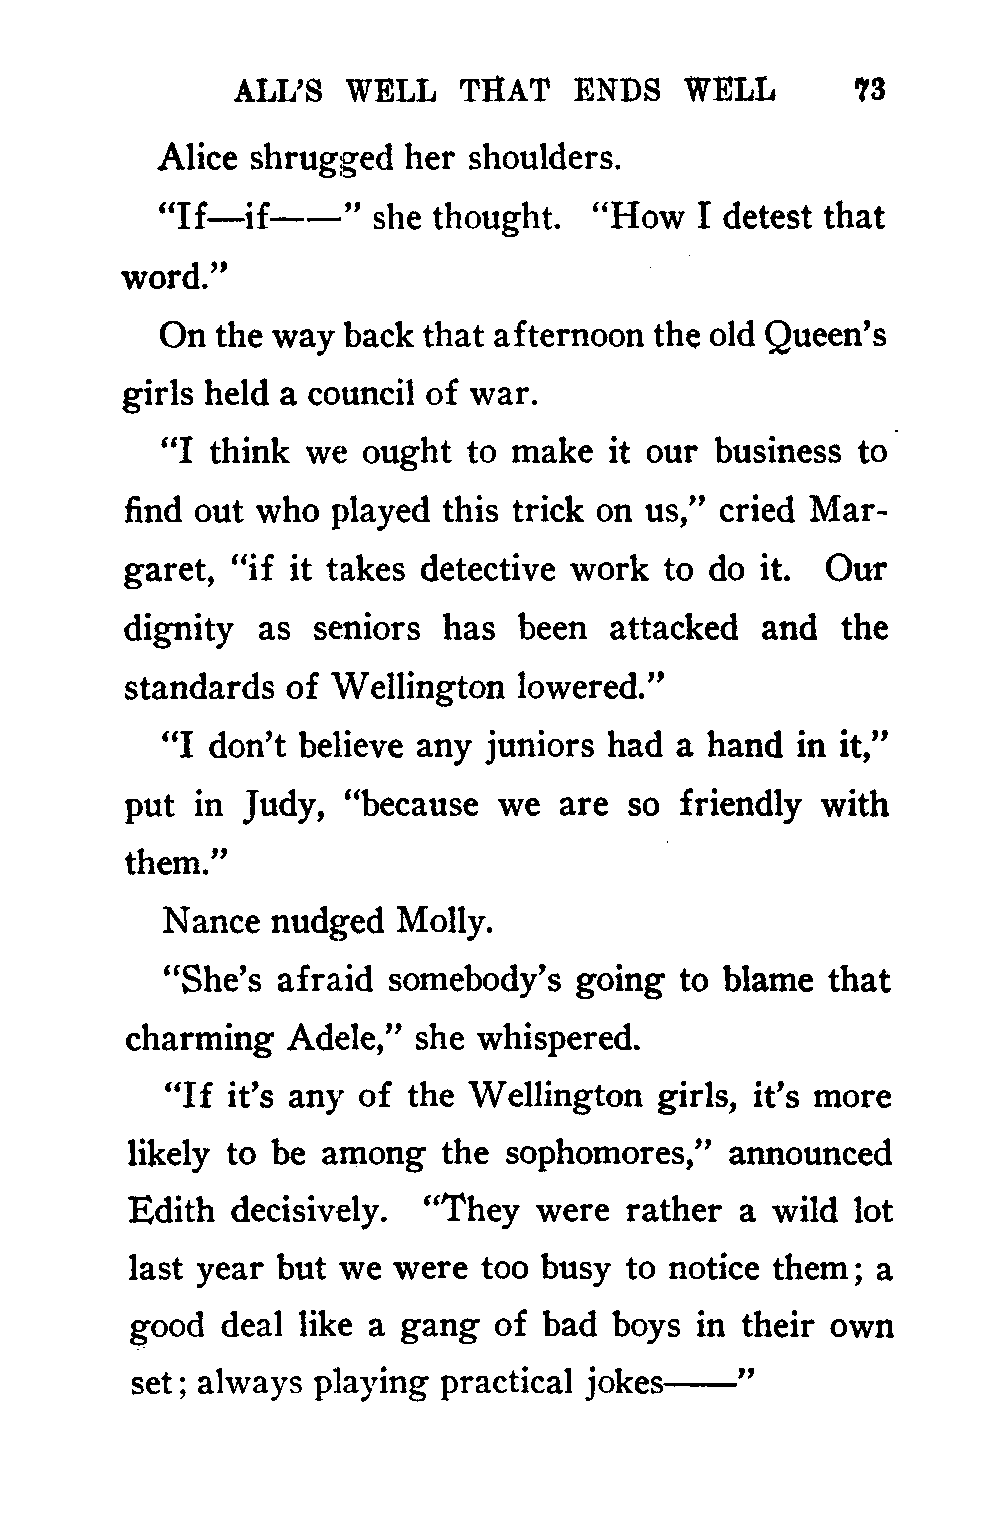 ALL'S WELL THAT ENDS WELL 73
Alice shrugged her shoulders.
“If—if——” she thought. “How I detest that
word.”
On the way back that afternoon the old Queen's
girls held a council of war.
“I think we ought to make it our business to
find out who played this trick on us,” cried Mar-
garet, “if it takes detective work to do it. Our
dignity as seniors has been attacked and the
standards of Wellington lowered.”
“I don't believe any juniors had a hand in it,”
put in Judy, “because we are so friendly with
them.”
Nance nudged Molly.
“She's afraid somebody's going to blame that
charming Adele,” she whispered.
“If it's any of the Wellington girls, it's more
likely to be among the sophomores,” announced
Edith decisively. “They were rather a wild lot
last year but we were too busy to notice them; a
good deal like a gang of bad boys in their own
set; always playing practical jokes——”